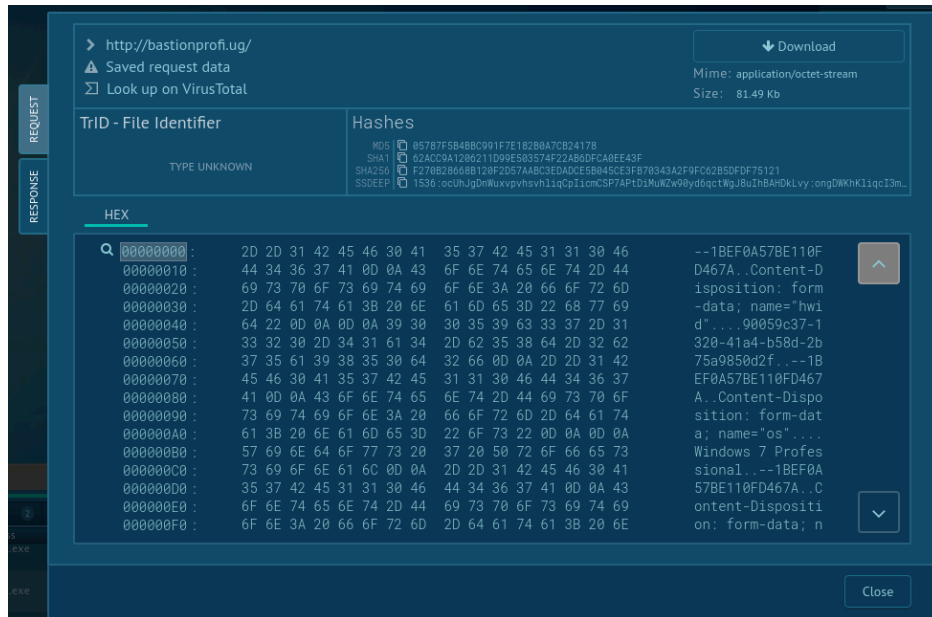 http://bastionprofi.ug/
Saved request data
Look up on VirusTotal
Download
Mime: application/octet-stream
Size: 81.49 Kb
REQUEST
RESPONSE
TrID - File Identifier
TYPE UNKNOWN
Hashes
MD5 05787F5B4BBC991F7E182B0A7CB24178
SHA1 62ACC9A1206211D99E503574F22AB6DFCA0EE43F
SHA256 F270B28668B120F2D57AABC3EDADCE5B045CE3FB70343A2F9FC62B5DFDF75121
SSDEEP 1536:ocUhJgDnWuxvpvhsvhliqCpIicmCSP7APtDiMuWZw90yd6qctWgJ8uIhBAHDkLvy:ongDWKhKliqcI3m…
HEX
00000000 : 2D 2D 31 42 45 46 30 41 35 37 42 45 31 31 30 46 --1BEF0A57BE110F
00000010 : 44 34 36 37 41 0D 0A 43 6F 6E 74 65 6E 74 2D 44 D467A..Content-D
00000020 : 69 73 70 6F 73 69 74 69 6F 6E 3A 20 66 6F 72 6D isposition: form
00000030 : 2D 64 61 74 61 3B 20 6E 61 6D 65 3D 22 68 77 69 -data; name="hwi
00000040 : 64 22 0D 0A 0D 0A 39 30 30 35 39 63 33 37 2D 31 d"....90059c37-1
00000050 : 33 32 30 2D 34 31 61 34 2D 62 35 38 64 2D 32 62 320-41a4-b58d-2b
00000060 : 37 35 61 39 38 35 30 64 32 66 0D 0A 2D 2D 31 42 75a9850d2f..--1B
00000070 : 45 46 30 41 35 37 42 45 31 31 30 46 44 34 36 37 EF0A57BE110FD467
00000080 : 41 0D 0A 43 6F 6E 74 65 6E 74 2D 44 69 73 70 6F A..Content-Dispo
00000090 : 73 69 74 69 6F 6E 3A 20 66 6F 72 6D 2D 64 61 74 sition: form-dat
000000A0 : 61 3B 20 6E 61 6D 65 3D 22 6F 73 22 0D 0A 0D 0A a; name="os"....
000000B0 : 57 69 6E 64 6F 77 73 20 37 20 50 72 6F 66 65 73 Windows 7 Profes
000000C0 : 73 69 6F 6E 61 6C 0D 0A 2D 2D 31 42 45 46 30 41 sional..--1BEF0A
000000D0 : 35 37 42 45 31 31 30 46 44 34 36 37 41 0D 0A 43 57BE110FD467A..C
000000E0 : 6F 6E 74 65 6E 74 2D 44 69 73 70 6F 73 69 74 69 ontent-Dispositi
000000F0 : 6F 6E 3A 20 66 6F 72 6D 2D 64 61 74 61 3B 20 6E on: form-data; n
2
ss
.exe
.exe
Close